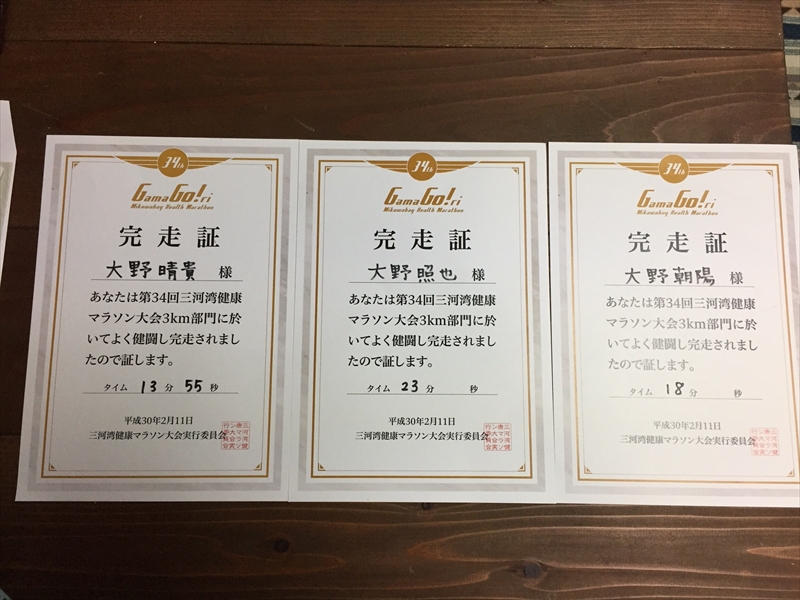 34th
GamaGo!ri
Mikawabay Health Marathon
完走証
大野晴貴 様
あなたは第34回三河湾健康
マラソン大会3km部門に於
いてよく健闘し完走されまし
たので証します。
タイム 13 分 55 秒
平成30年2月11日
三河湾健康マラソン大会実行委員会
34th
GamaGo!ri
Mikawabay Health Marathon
完走証
大野照也 様
あなたは第34回三河湾健康
マラソン大会3km部門に於
いてよく健闘し完走されまし
たので証します。
タイム 23 分 秒
平成30年2月11日
三河湾健康マラソン大会実行委員会
34th
GamaGo!ri
Mikawabay Health Marathon
完走証
大野朝陽 様
あなたは第34回三河湾健康
マラソン大会3km部門に於
いてよく健闘し完走されまし
たので証します。
タイム 18 分 秒
平成30年2月11日
三河湾健康マラソン大会実行委員会